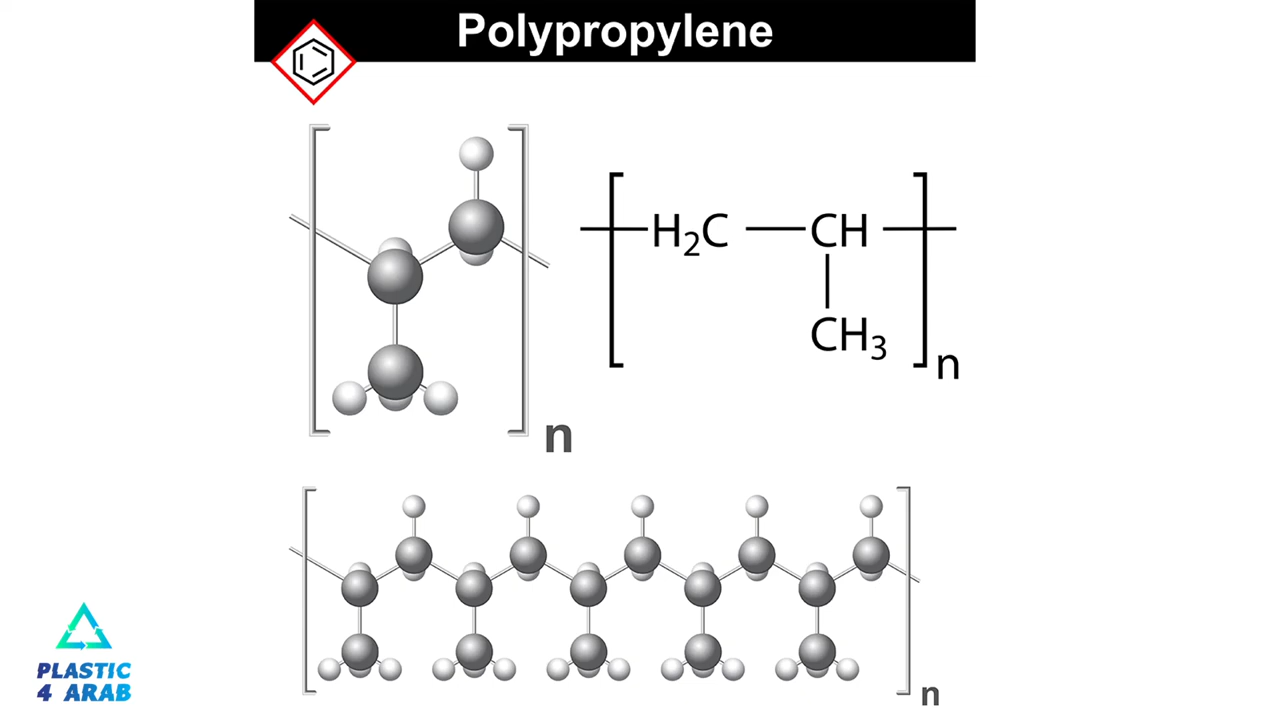 Polypropylene
H₂C CH
CH₃
n
n
n
PLASTIC
4 ARAB